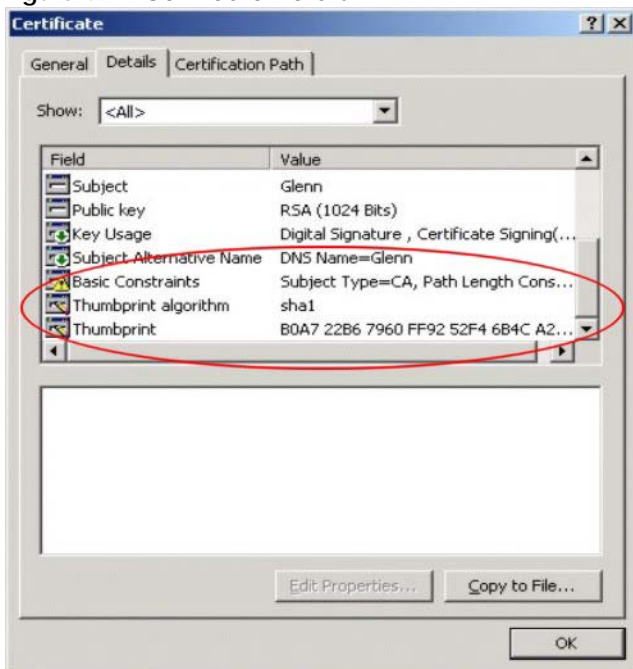 Certificate
General Details Certification Path
Show: <All>
Field Value
Subject Glenn
Public key RSA (1024 Bits)
Key Usage Digital Signature , Certificate Signing(...
Subject Alternative Name DNS Name=Glenn
Basic Constraints Subject Type=CA, Path Length Cons...
Thumbprint algorithm sha1
Thumbprint B0A7 22B6 7960 FF92 52F4 6B4C A2...
Edit Properties... Copy to File...
OK